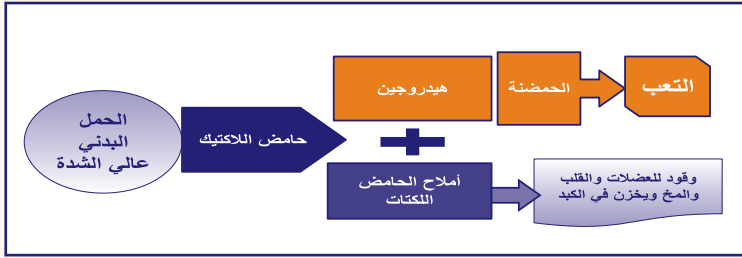 الحمل
البدني
عالي الشدة
حامض اللاكتيك
هيدروجين
الحمضنة
التعب
أملاح الحامض
اللكتات
وقود للعضلات والقلب
والمخ ويخزن في الكبد